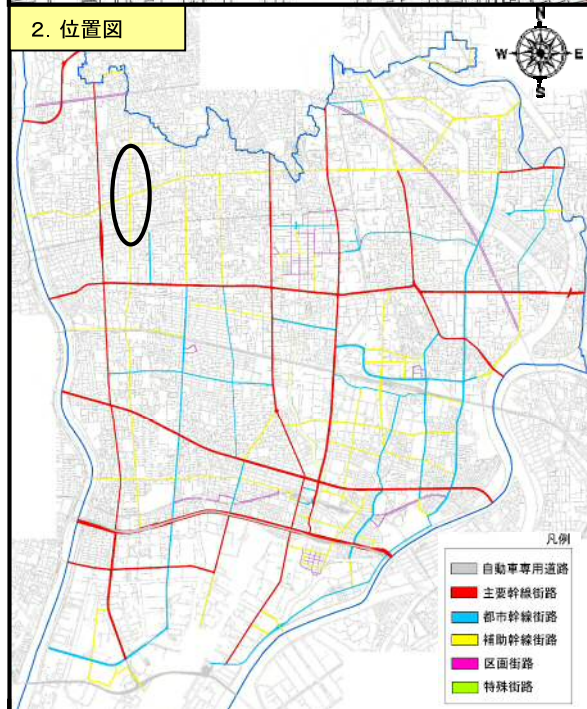 2. 位置図
N
W
E
S
凡例
自動車専用道路
主要幹線街路
都市幹線街路
補助幹線街路
区画街路
特殊街路